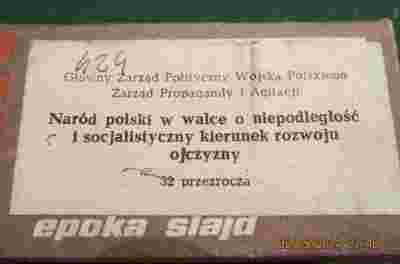 424
Główny Zarząd Polityczny Wojska Polskiego
Zarząd Propagandy i Agitacji
Naród polski w walce o niepodległość
i socjalistyczny kierunek rozwoju
ojczyzny
32 przezrocza
epoka slajd